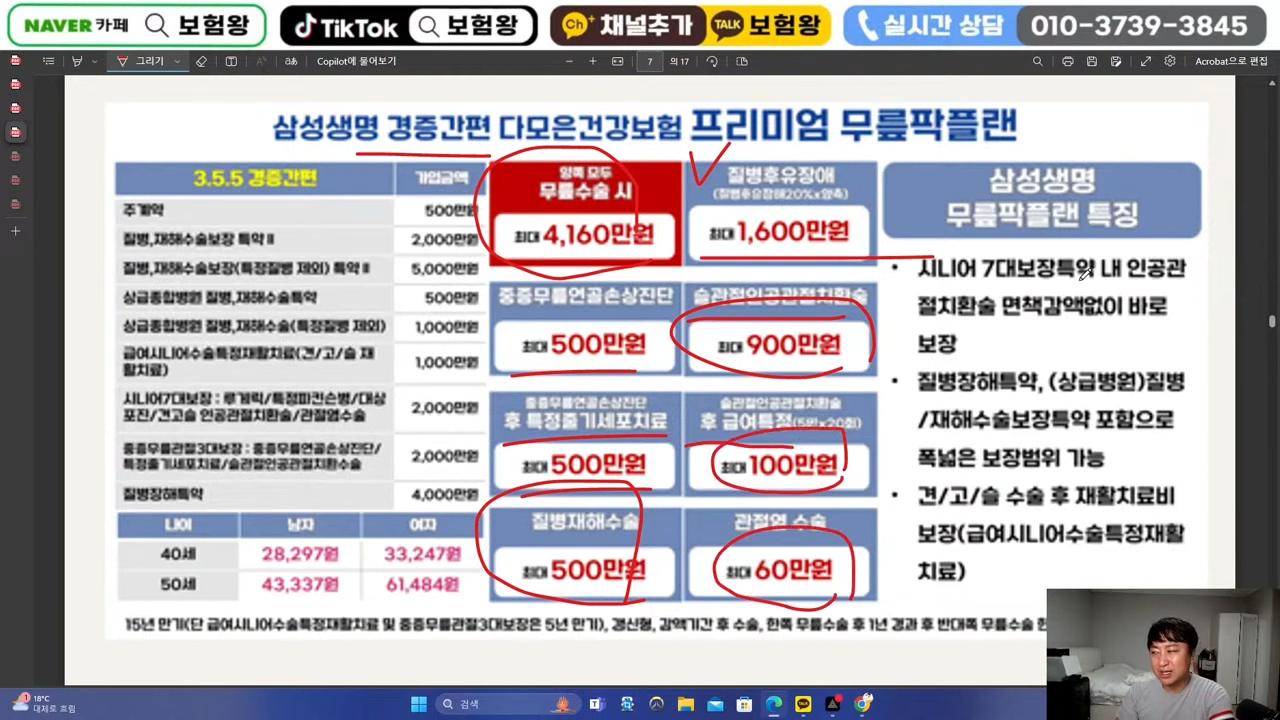 NAVER 카페 보험왕 TikTok 보험왕 Ch+ 채널추가 TALK 보험왕 실시간 상담 010-3739-3845
그리기 Copilot에 물어보기 7 의 17 Acrobat으로 편집
삼성생명 경증간편 다모은건강보험 프리미엄 무릎팍플랜
3.5.5 경증간편 가입금액
주계약 500만원
질병,재해수술보장 특약Ⅱ 2,000만원
질병,재해수술보장(특정질병 제외) 특약Ⅱ 5,000만원
상급종합병원 질병,재해수술특약 500만원
상급종합병원 질병,재해수술(특정질병 제외) 1,000만원
급여시니어수술특정재활치료(견/고/슬 재
활치료) 1,000만원
시니어7대보장 : 루게릭/특정파킨슨병/대상
포진/견고슬 인공관절치환술/관절염수술 2,000만원
중증무릎관절3대보장 : 중증무릎연골손상진단/
특정줄기세포치료/슬관절인공관절치환수술 2,000만원
질병장해특약 4,000만원
나이 남자 여자
40세 28,297원 33,247원
50세 43,337원 61,484원
양쪽 모두
무릎수술 시
최대 4,160만원
질병후유장애
(질병후유장해20%x양측)
최대 1,600만원
중증무릎연골손상진단
최대 500만원
슬관절인공관절치환술
최대 900만원
중증무릎연골손상진단
후 특정줄기세포치료
최대 500만원
슬관절인공관절치환술
후 급여특정(5만x20회)
최대 100만원
질병재해수술
최대 500만원
관절염 수술
최대 60만원
삼성생명
무릎팍플랜 특징
• 시니어 7대보장특약 내 인공관
절치환술 면책감액없이 바로
보장
• 질병장해특약, (상급병원)질병
/재해수술보장특약 포함으로
폭넓은 보장범위 가능
• 견/고/슬 수술 후 재활치료비
보장(급여시니어수술특정재활
치료)
15년 만기(단 급여시니어수술특정재활치료 및 중증무릎관절3대보장은 5년 만기), 갱신형, 감액기간 후 수술, 한쪽 무릎수술 후 1년 경과 후 반대쪽 무릎수술
18°C
대체로 흐림
검색